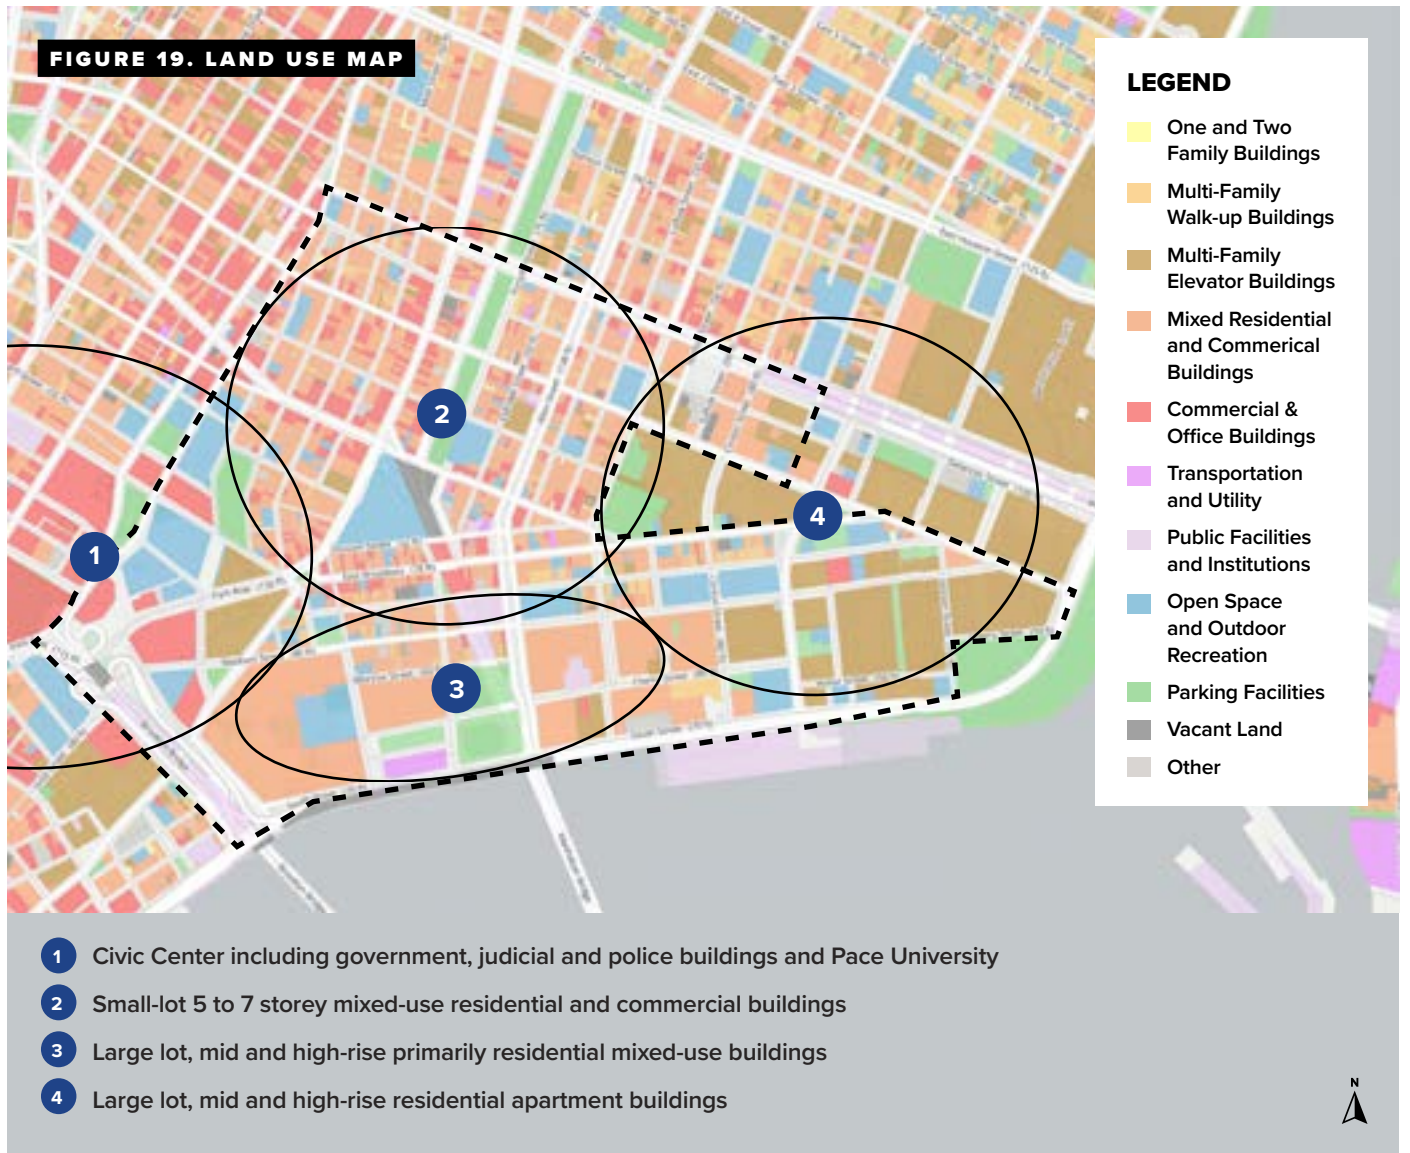 FIGURE 19. LAND USE MAP
LEGEND
One and Two
Family Buildings
Multi-Family
Walk-up Buildings
Multi-Family
Elevator Buildings
Mixed Residential
and Commerical
Buildings
Commercial &
Office Buildings
Transportation
and Utility
Public Facilities
and Institutions
Open Space
and Outdoor
Recreation
Parking Facilities
Vacant Land
Other
2
4
1
3
1 Civic Center including government, judicial and police buildings and Pace University
2 Small-lot 5 to 7 storey mixed-use residential and commercial buildings
3 Large lot, mid and high-rise primarily residential mixed-use buildings
4 Large lot, mid and high-rise residential apartment buildings
N